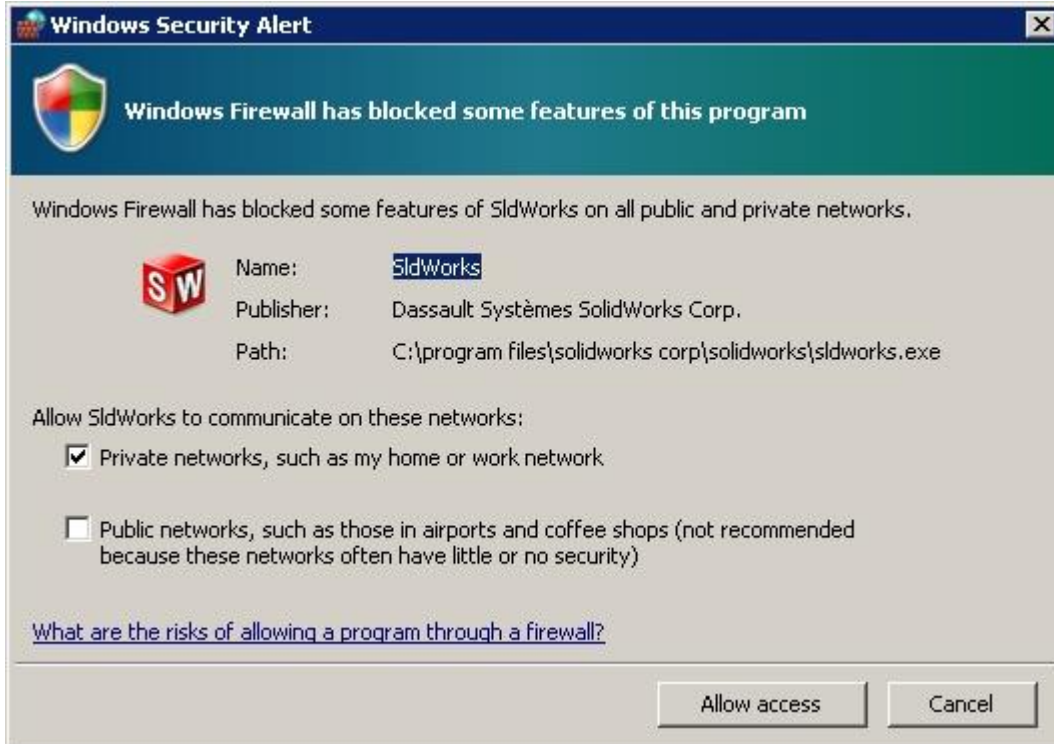 Windows Security Alert
Windows Firewall has blocked some features of this program
Windows Firewall has blocked some features of SldWorks on all public and private networks.
SW
Name: SldWorks
Publisher: Dassault Systèmes SolidWorks Corp.
Path: C:\program files\solidworks corp\solidworks\sldworks.exe
Allow SldWorks to communicate on these networks:
Private networks, such as my home or work network
Public networks, such as those in airports and coffee shops (not recommended
because these networks often have little or no security)
What are the risks of allowing a program through a firewall?
Allow access Cancel